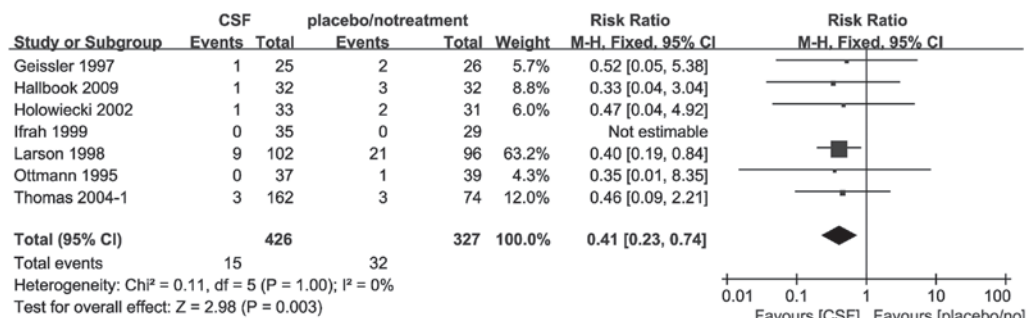 CSF placebo/notreatment Risk Ratio Risk Ratio
Study or Subgroup Events Total Events Total Weight M-H, Fixed, 95% CI M-H, Fixed, 95% CI
Geissler 1997 1 25 2 26 5.7% 0.52 [0.05, 5.38]
Hallbook 2009 1 32 3 32 8.8% 0.33 [0.04, 3.04]
Holowiecki 2002 1 33 2 31 6.0% 0.47 [0.04, 4.92]
Ifrah 1999 0 35 0 29 Not estimable
Larson 1998 9 102 21 96 63.2% 0.40 [0.19, 0.84]
Ottmann 1995 0 37 1 39 4.3% 0.35 [0.01, 8.35]
Thomas 2004-1 3 162 3 74 12.0% 0.46 [0.09, 2.21]
Total (95% CI) 426 327 100.0% 0.41 [0.23, 0.74]
Total events 15 32
Heterogeneity: Chi² = 0.11, df = 5 (P = 1.00); I² = 0%
Test for overall effect: Z = 2.98 (P = 0.003)
0.01 0.1 1 10 100
Favours [CSF] Favours [placebo/no]